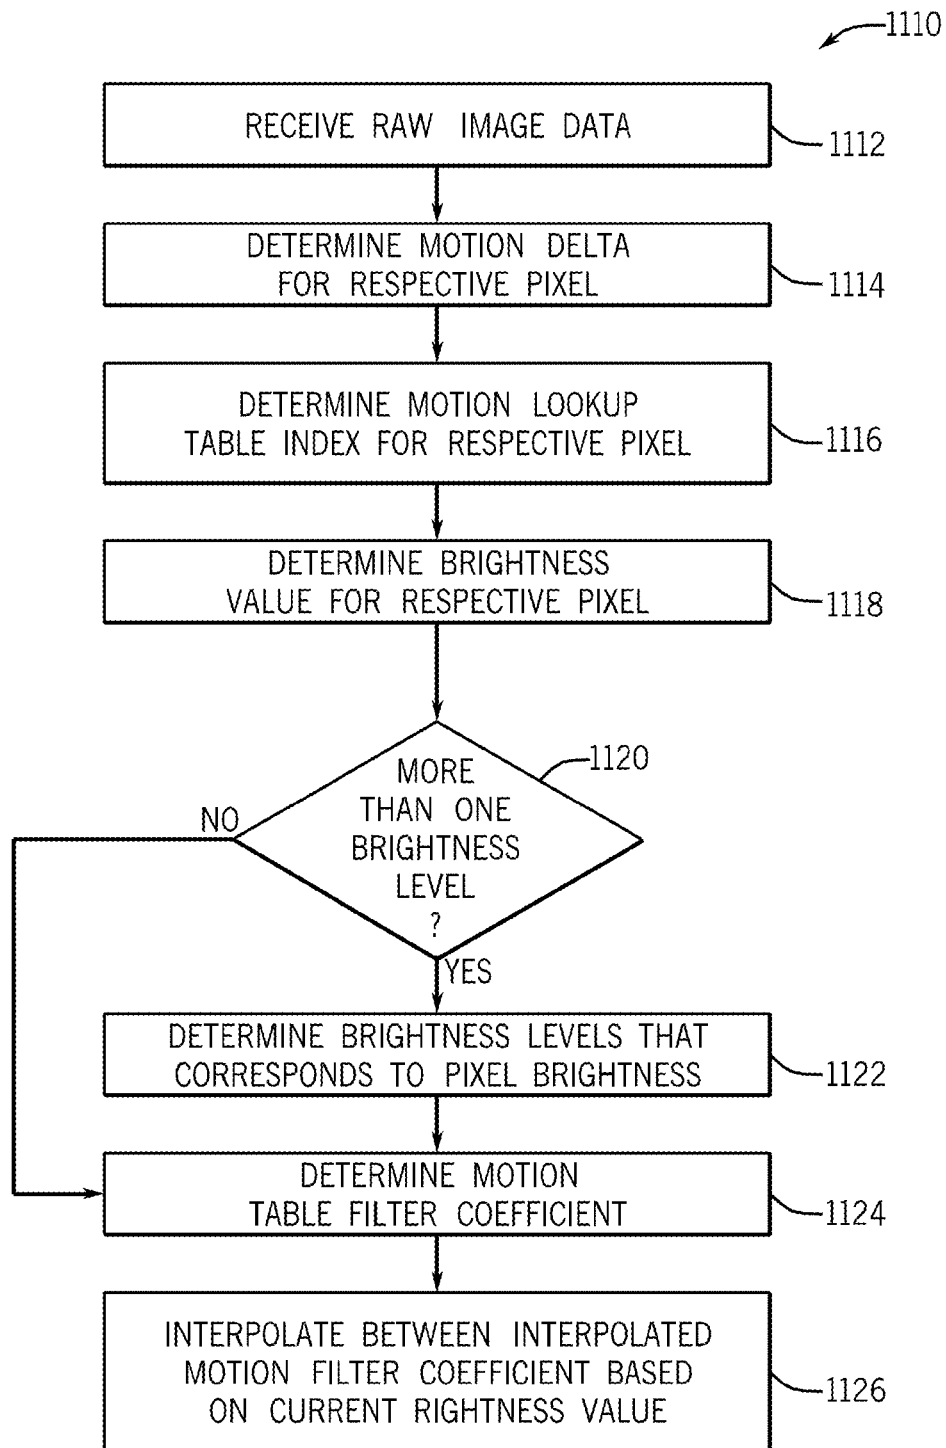 1110
RECEIVE RAW IMAGE DATA
1112
DETERMINE MOTION DELTA
FOR RESPECTIVE PIXEL
1114
DETERMINE MOTION LOOKUP
TABLE INDEX FOR RESPECTIVE PIXEL
1116
DETERMINE BRIGHTNESS
VALUE FOR RESPECTIVE PIXEL
1118
MORE
THAN ONE
BRIGHTNESS
LEVEL
?
1120
NO
YES
DETERMINE BRIGHTNESS LEVELS THAT
CORRESPONDS TO PIXEL BRIGHTNESS
1122
DETERMINE MOTION
TABLE FILTER COEFFICIENT
1124
INTERPOLATE BETWEEN INTERPOLATED
MOTION FILTER COEFFICIENT BASED
ON CURRENT RIGHTNESS VALUE
1126